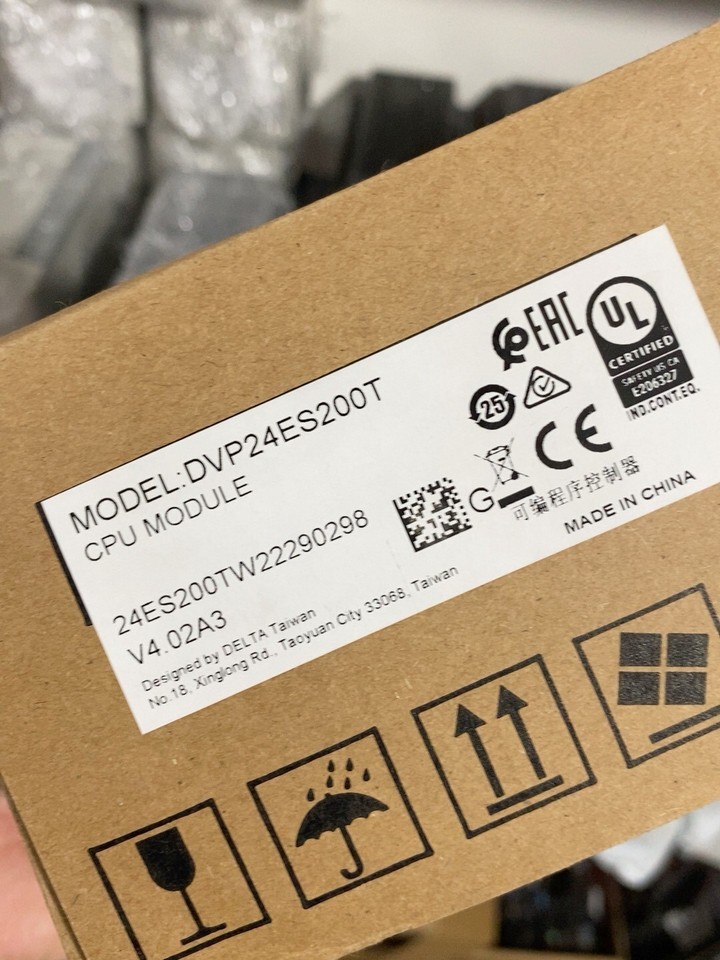 MODEL:DVP24ES200T
CPU MODULE
24ES200TW22290298
V4.02A3
Designed by DELTA Taiwan
No.18, Xinglong Rd., Taoyuan City 33068, Taiwan
EAC
UL
CERTIFIED
SAFETY US, CA
E206327
IND.CONT.EQ.
25
CE
G
可编程序控制器
MADE IN CHINA